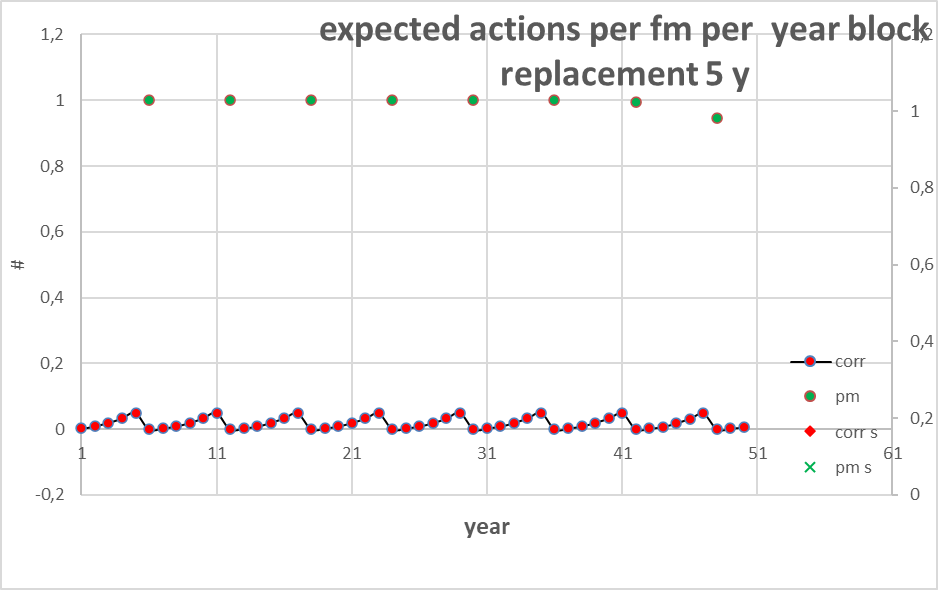 expected actions per fm per  year block
replacement 5 y
1,2
1
0,8
0,6
0,4
0,2
0
-0,2
#
1 11 21 31 41 51 61
year
1,2
1
0,8
0,6
0,4
0,2
0
corr
pm
corr s
pm s